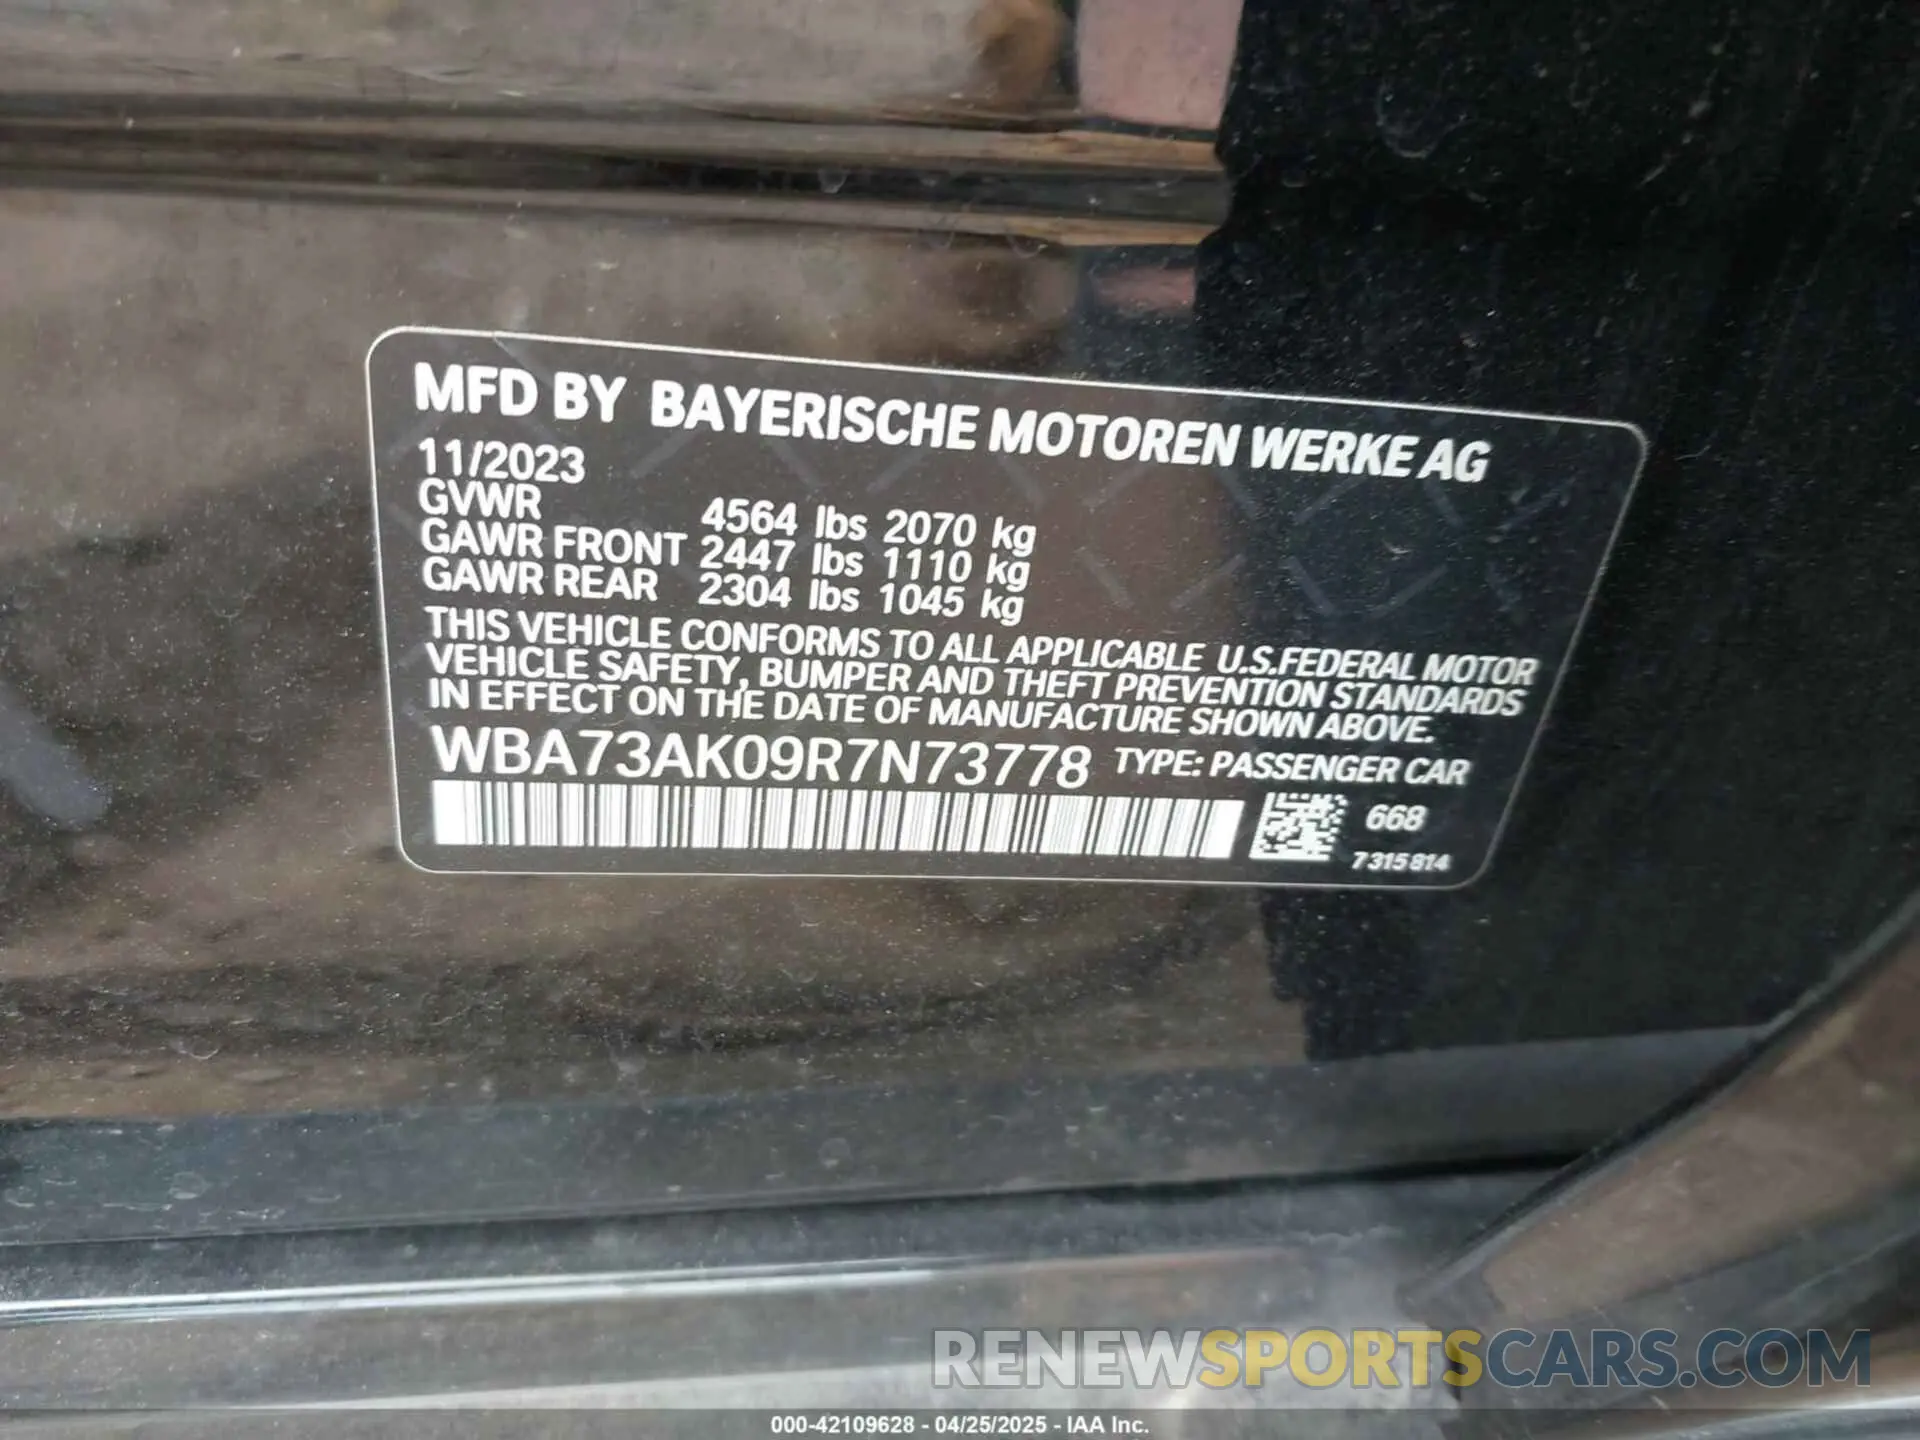 MFD BY BAYERISCHE MOTOREN WERKE AG
11/2023
GVWR 4564 lbs 2070 kg
GAWR FRONT 2447 lbs 1110 kg
GAWR REAR 2304 lbs 1045 kg
THIS VEHICLE CONFORMS TO ALL APPLICABLE U.S.FEDERAL MOTOR
VEHICLE SAFETY, BUMPER AND THEFT PREVENTION STANDARDS
IN EFFECT ON THE DATE OF MANUFACTURE SHOWN ABOVE.
WBA73AK09R7N73778 TYPE: PASSENGER CAR
668
7315814
RENEWSPORTSCARS.COM
000-42109628 - 04/25/2025 - IAA Inc.